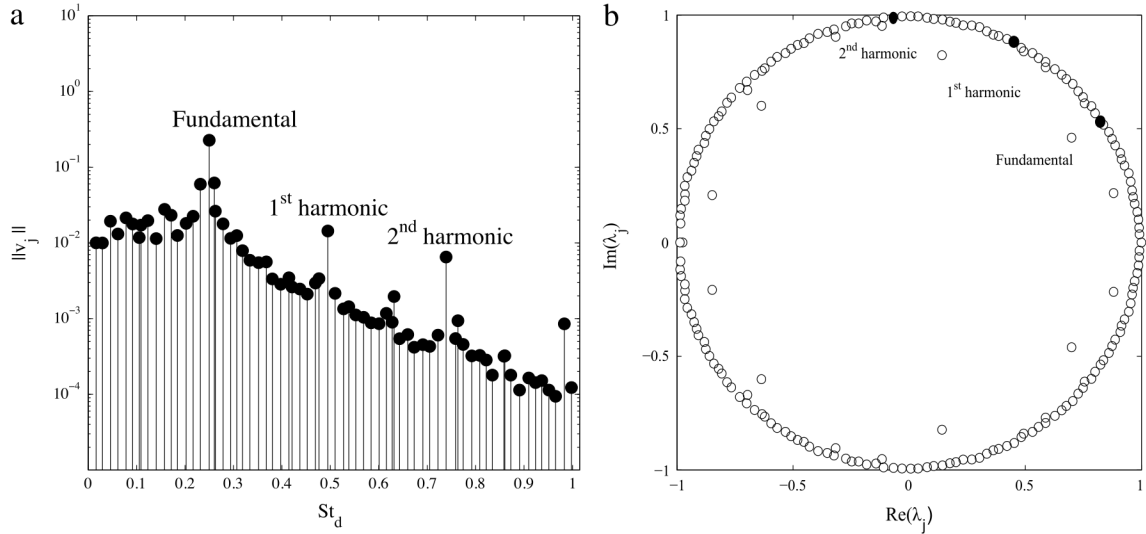 a
10^1
10^0
10^-1
10^-2
10^-3
10^-4
||v_j||
Fundamental
1^st harmonic
2^nd harmonic
0 0.1 0.2 0.3 0.4 0.5 0.6 0.7 0.8 0.9 1
St_d
b
1
0.5
0
−0.5
−1
Im(λ_j)
2^nd harmonic
1^st harmonic
Fundamental
−1 −0.5 0 0.5 1
Re(λ_j)